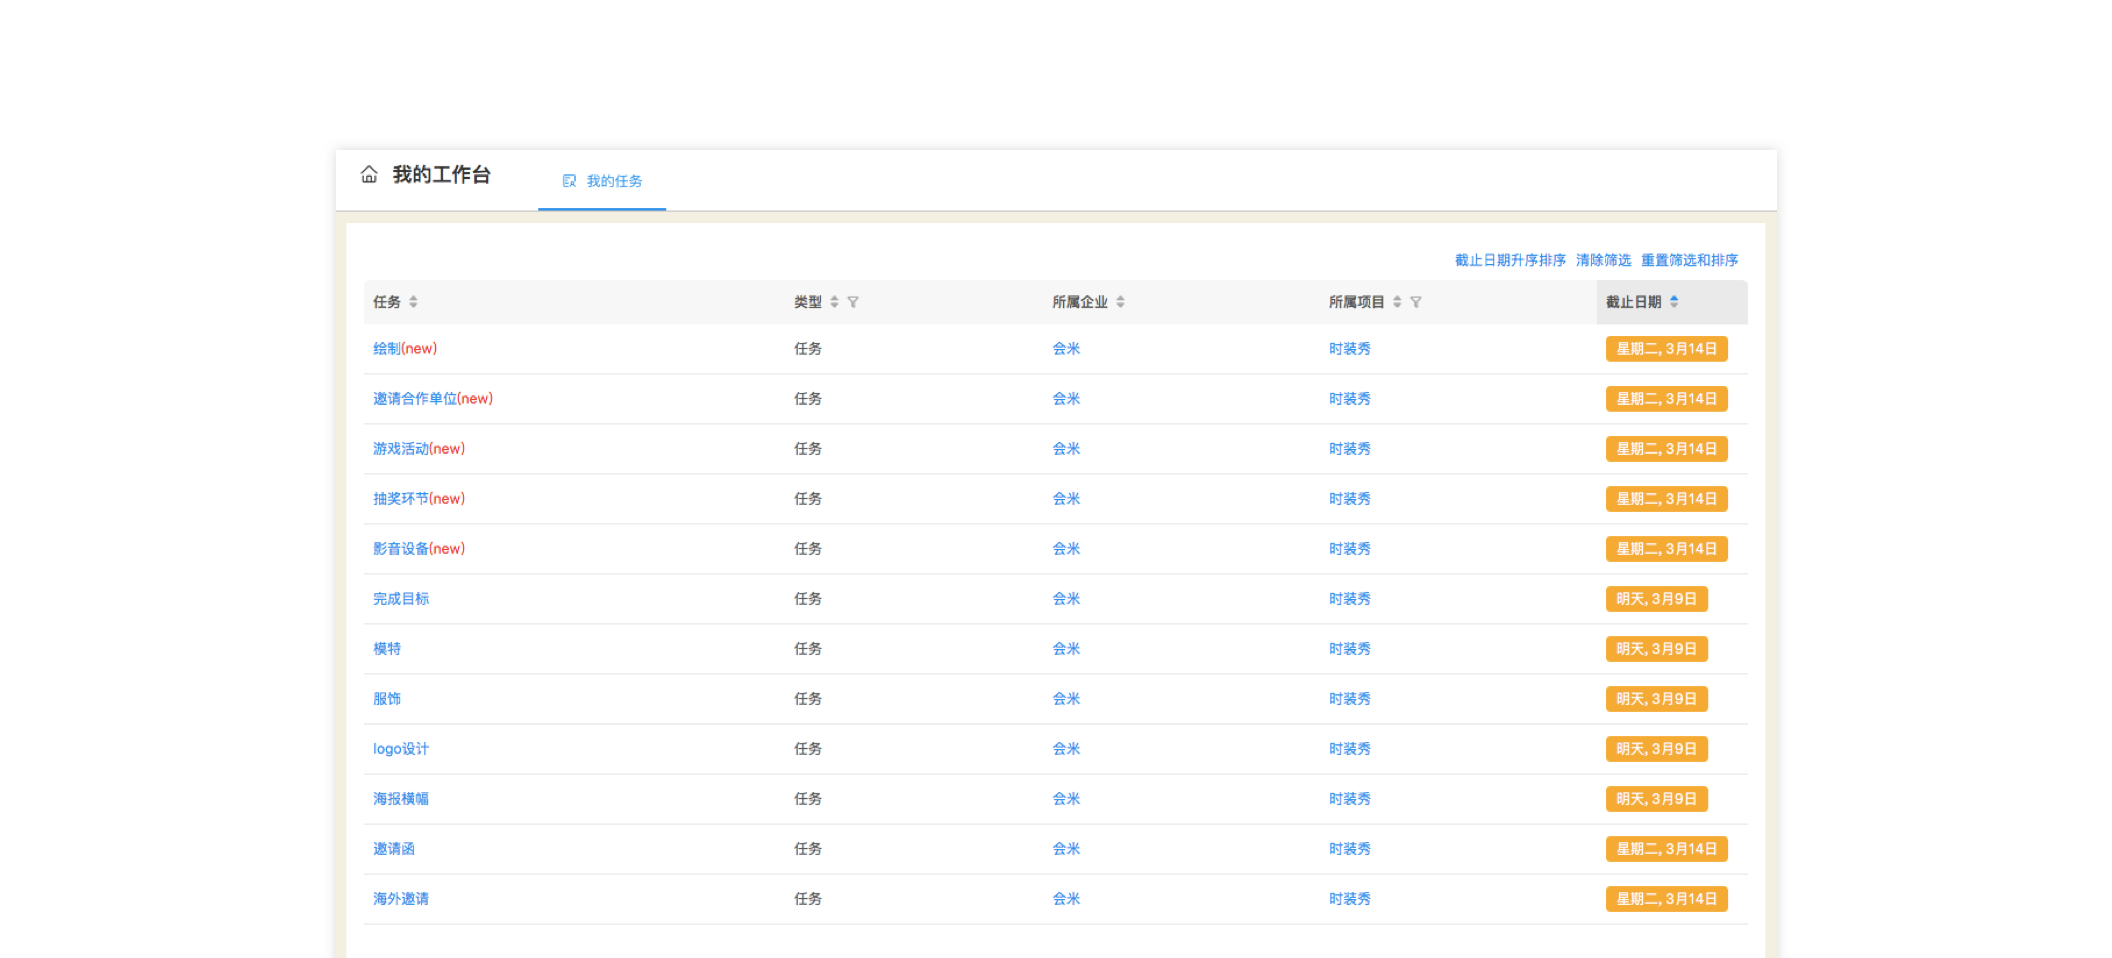 我的工作台 我的任务
截止日期升序排序 清除筛选 重置筛选和排序
任务 类型 所属企业 所属项目 截止日期
绘制(new) 任务 会米 时装秀 星期二, 3月14日
邀请合作单位(new) 任务 会米 时装秀 星期二, 3月14日
游戏活动(new) 任务 会米 时装秀 星期二, 3月14日
抽奖环节(new) 任务 会米 时装秀 星期二, 3月14日
影音设备(new) 任务 会米 时装秀 星期二, 3月14日
完成目标 任务 会米 时装秀 明天, 3月9日
模特 任务 会米 时装秀 明天, 3月9日
服饰 任务 会米 时装秀 明天, 3月9日
logo设计 任务 会米 时装秀 明天, 3月9日
海报横幅 任务 会米 时装秀 明天, 3月9日
邀请函 任务 会米 时装秀 星期二, 3月14日
海外邀请 任务 会米 时装秀 星期二, 3月14日